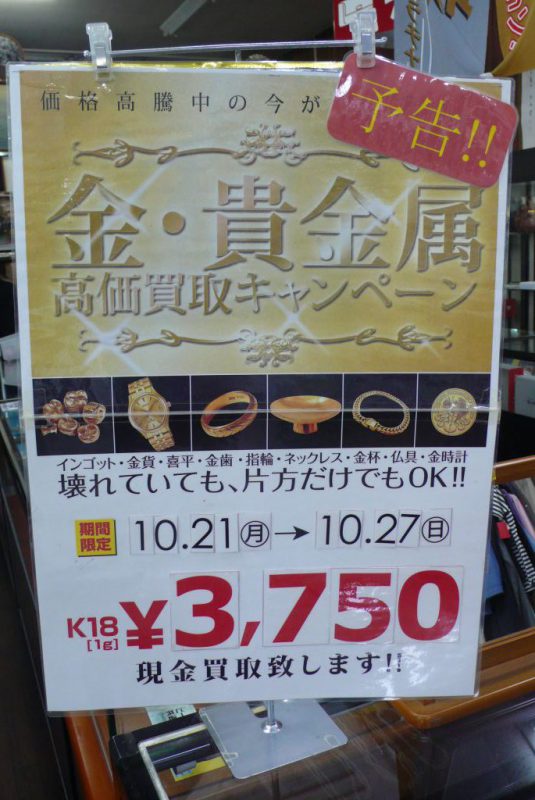 価格高騰中の今が
予告!!
金・貴金属
高価買取キャンペーン
インゴット・金貨・喜平・金歯・指輪・ネックレス・金杯・仏具・金時計
壊れていても、片方だけでもOK!!
期間
限定
10.21㊊→10.27㊐
K18
[1g]
¥3,750
現金買取致します!!